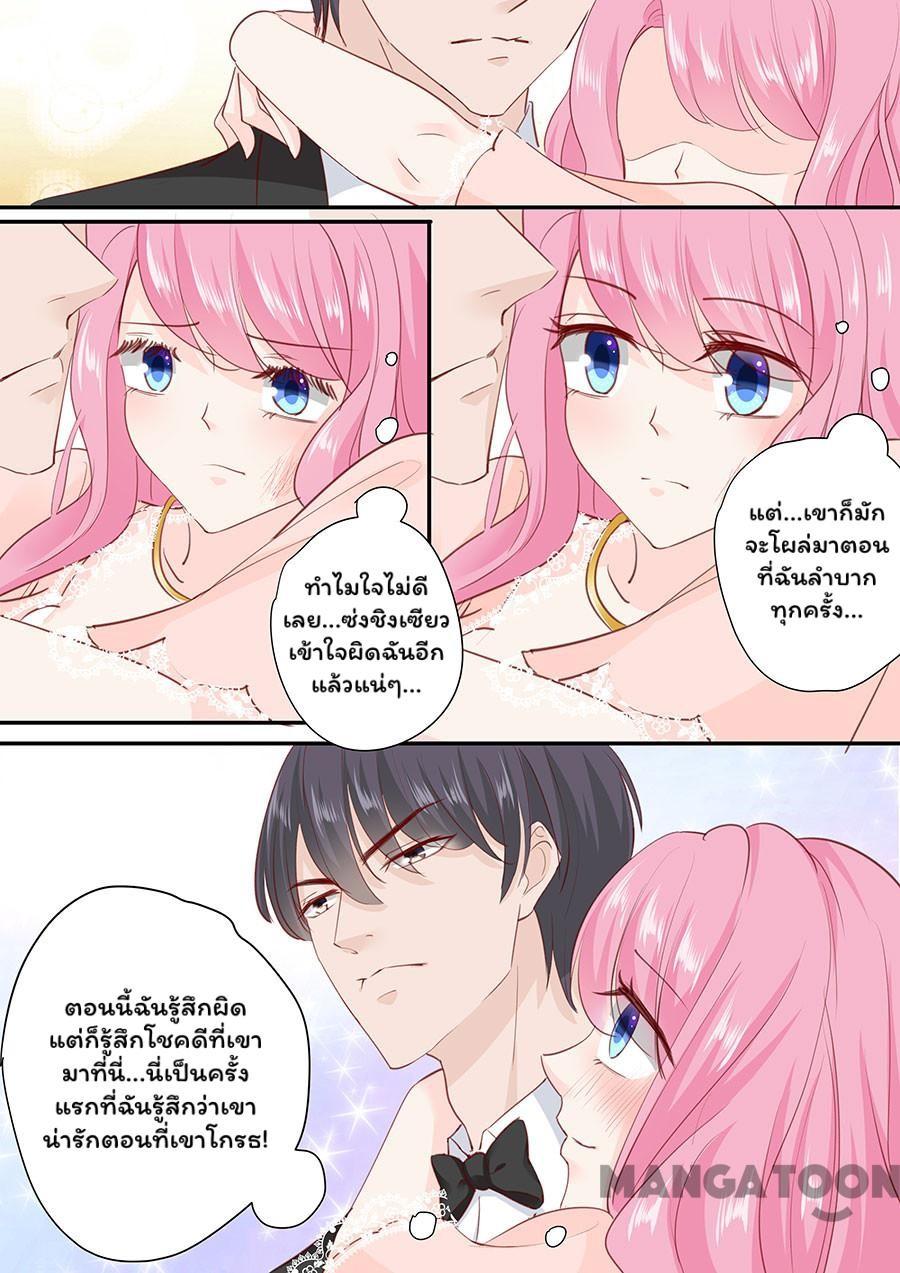 ทำไมใจไม่ดี
เลย...ซ่งชิงเซียว
เข้าใจผิดฉันอีก
แล้วแน่ๆ...
แต่...เขาก็มัก
จะโผล่มาตอน
ที่ฉันลำบาก
ทุกครั้ง...
ตอนนี้ฉันรู้สึกผิด
แต่ก็รู้สึกโชคดีที่เขา
มาที่นี่...นี่เป็นครั้ง
แรกที่ฉันรู้สึกว่าเขา
น่ารักตอนที่เขาโกรธ!
MANGATOON